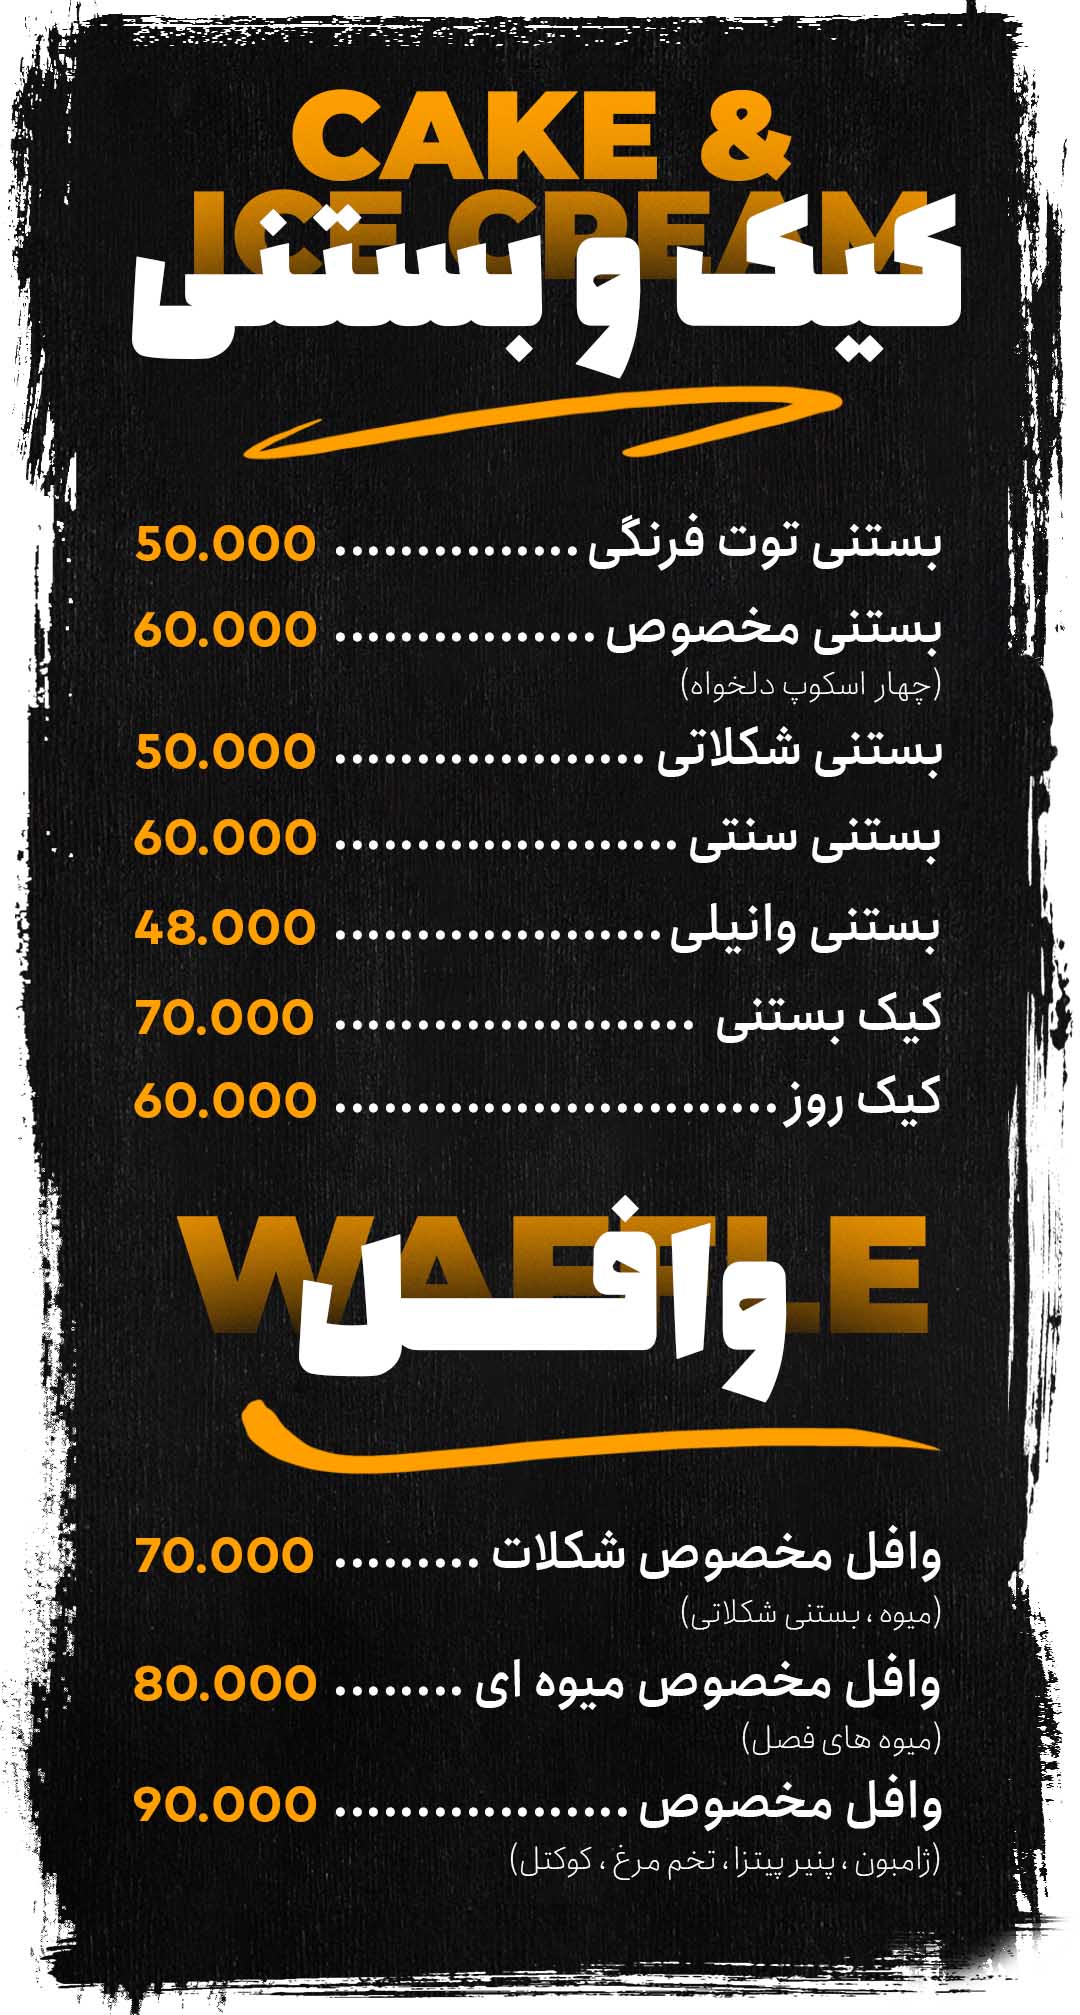 CAKE &
ICE CREAM
کیک و بستنی
بستنی توت فرنگی ............... 50.000
بستنی مخصوص ................ 60.000
(چهار اسکوپ دلخواه)
بستنی شکلاتی ................... 50.000
بستنی سنتی ..................... 60.000
بستنی وانیلی .................... 48.000
کیک بستنی ...................... 70.000
کیک روز ........................... 60.000
WAFFLE
وافل
وافل مخصوص شکلات ......... 70.000
(میوه ، بستنی شکلاتی)
وافل مخصوص میوه ای ........ 80.000
(میوه های فصل)
وافل مخصوص .................. 90.000
(ژامبون ، پنیر پیتزا ، تخم مرغ ، کوکتل)